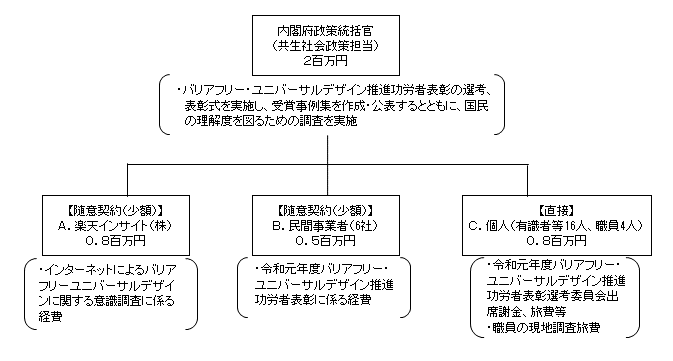 内閣府政策統括官
（共生社会政策担当）
２百万円
・バリアフリー・ユニバーサルデザイン推進功労者表彰の選考、
表彰式を実施し、受賞事例集を作成・公表するとともに、国民
の理解度を図るための調査を実施
【随意契約（少額）】
A．楽天インサイト（株）
０．８百万円
・インターネットによるバリア
フリーユニバーサルデザイ
ンに関する意識調査に係る
経費
【随意契約（少額）】
B．民間事業者（6社）
０．５百万円
・令和元年度バリアフリー・
ユニバーサルデザイン推進
功労者表彰に係る経費
【直接】
C．個人（有識者等16人、職員4人）
０．８百万円
・令和元年度バリアフリー・
ユニバーサルデザイン推進
功労者表彰選考委員会出
席謝金、旅費等
・職員の現地調査旅費